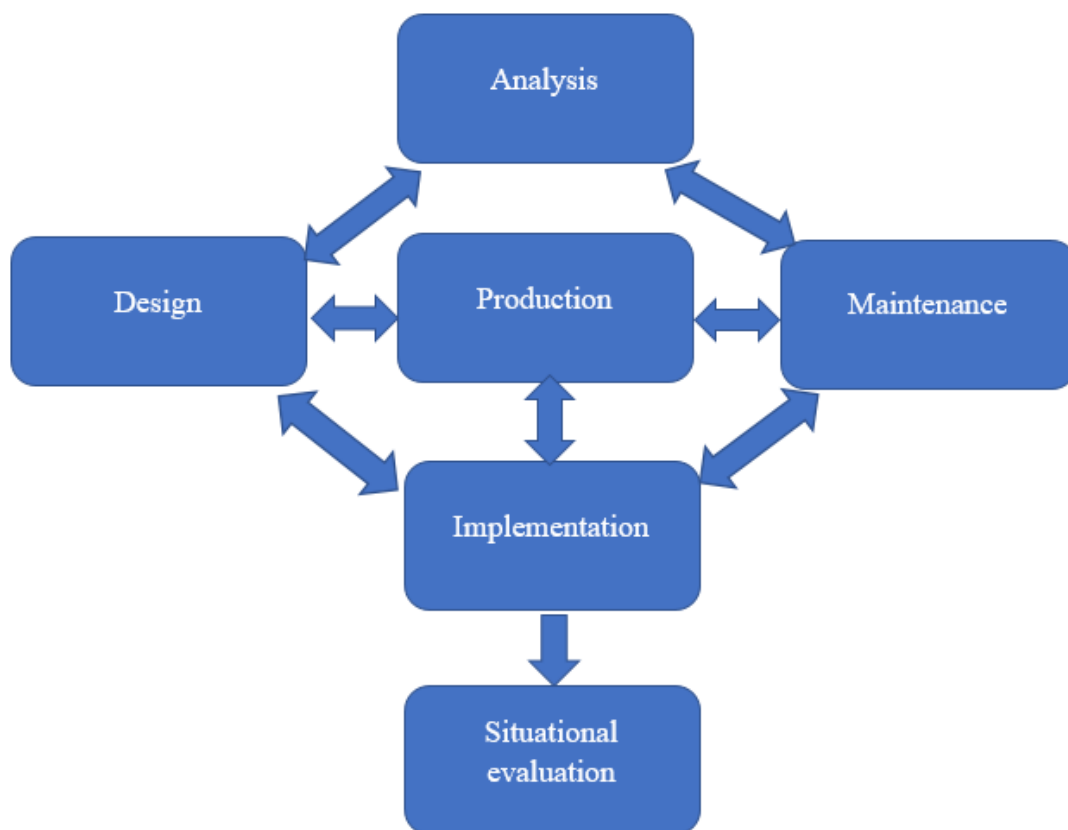 Analysis
Design
Production
Maintenance
Implementation
Situational
evaluation